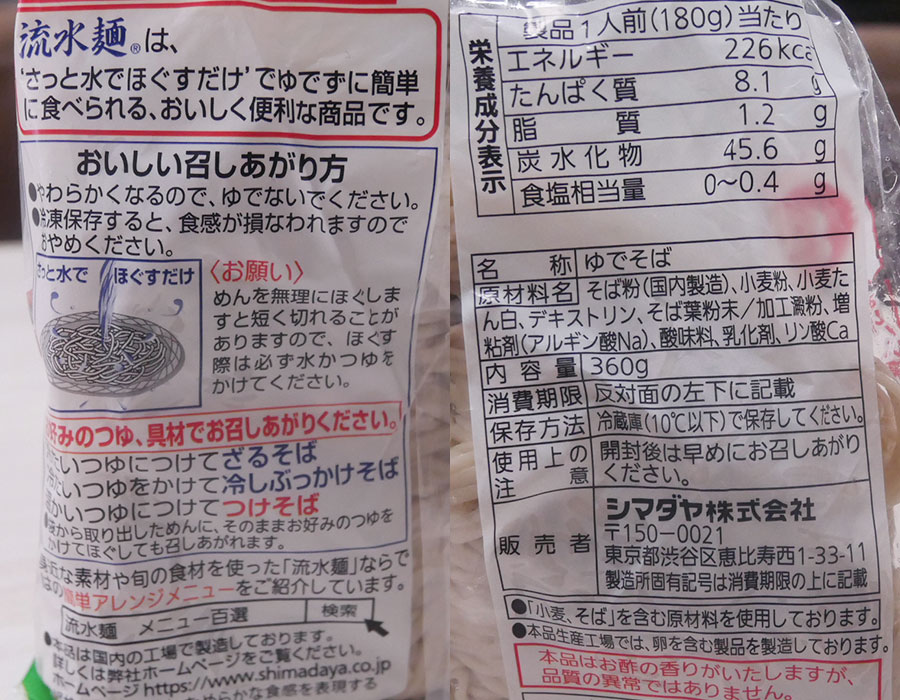 流水麺®は、
'さっと水でほぐすだけ'でゆでずに簡単
に食べられる、おいしく便利な商品です。
おいしい召しあがり方
●やわらかくなるので、ゆでないでください。
●冷凍保存すると、食感が損なわれますので
おやめください。
さっと水で ほぐすだけ
〈お願い〉
めんを無理にほぐしま
すと短く切れることが
ありますので、ほぐす
際は必ず水かつゆを
かけてください。
好みのつゆ、具材でお召しあがりください。
たいつゆにつけてざるそば
冷たいつゆをかけて冷しぶっかけそば
温かいつゆにつけてつけそば
●袋から取り出しためんに、そのままお好みのつゆを
かけてほぐしても召しあがれます。
身近な素材や旬の食材を使った「流水麺」ならで
はの簡単アレンジメニューをご紹介しています。
流水麺 メニュー百選 検索
●本品は国内の工場で製造しております。
詳しくは弊社ホームページをご覧ください。
ホームページ https://www.shimadaya.co.jp
らかな食感を表現する
栄養成分表示
製品1人前(180g)当たり
エネルギー 226kca
たんぱく質 8.1 g
脂質 1.2 g
炭水化物 45.6 g
食塩相当量 0〜0.4 g
名称 ゆでそば
原材料名 そば粉(国内製造)、小麦粉、小麦た
ん白、デキストリン、そば葉粉末/加工澱粉、増
粘剤(アルギン酸Na)、酸味料、乳化剤、リン酸Ca
内容量 360g
消費期限 反対面の左下に記載
保存方法 冷蔵庫(10℃以下)で保存してください。
使用上の注意 開封後は早めにお召しあがり
ください。
販売者 シマダヤ株式会社
〒150-0021
東京都渋谷区恵比寿西1-33-11
製造所固有記号は消費期限の上に記載
●「小麦、そば」を含む原材料を使用しております。
●本品生産工場では、卵を含む製品を製造しております。
本品はお酢の香りがいたしますが、
品質の異常ではありません。